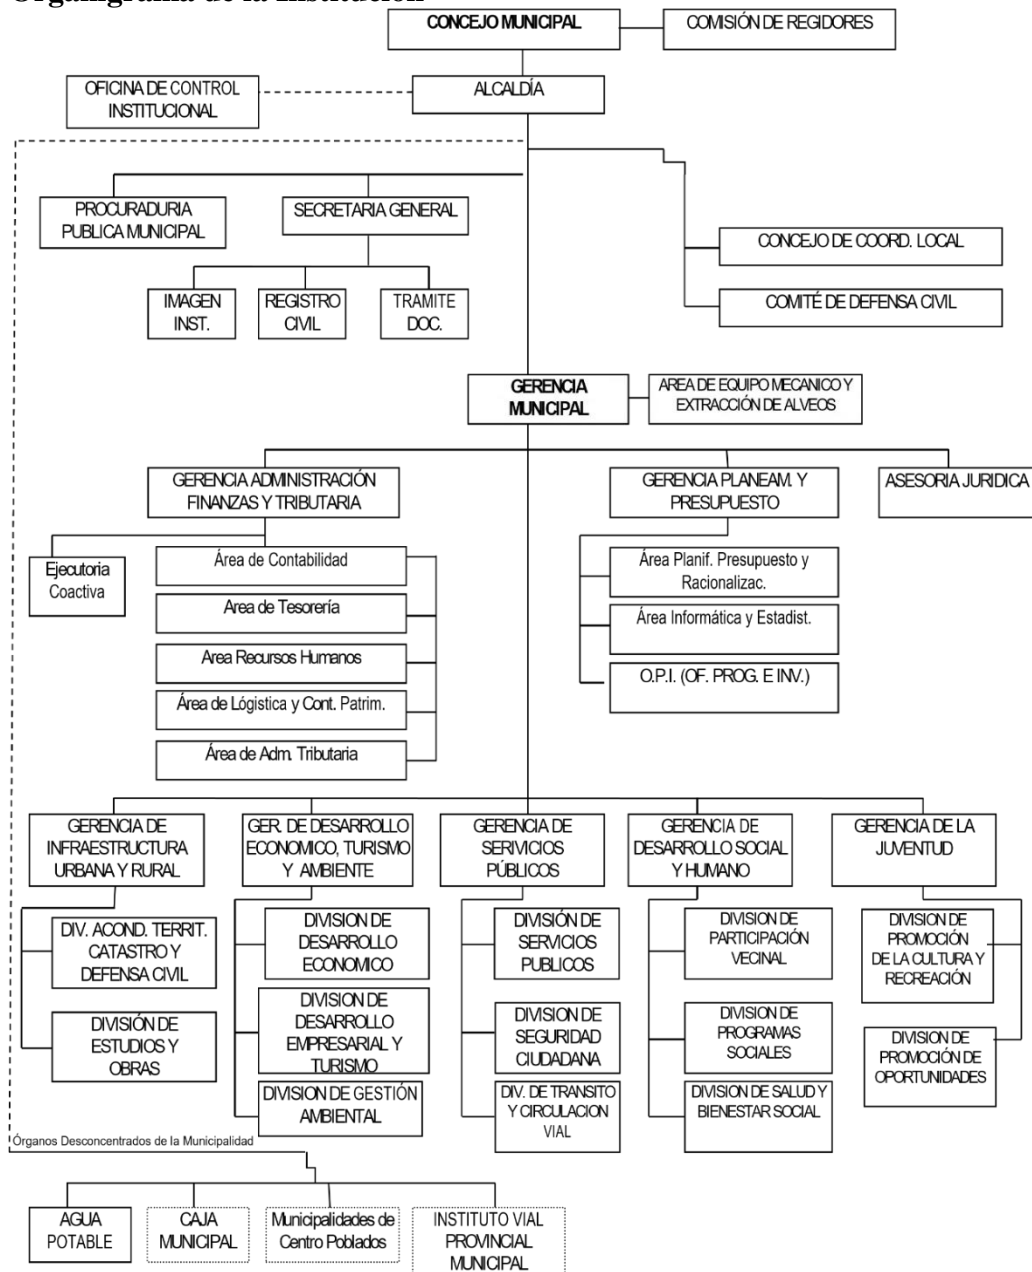 Organigrama de la Institución
CONCEJO MUNICIPAL
COMISIÓN DE REGIDORES
OFICINA DE CONTROL
INSTITUCIONAL
ALCALDÍA
PROCURADURIA
PUBLICA MUNICIPAL
SECRETARIA GENERAL
CONCEJO DE COORD. LOCAL
IMAGEN
INST.
REGISTRO
CIVIL
TRAMITE
DOC.
COMITÉ DE DEFENSA CIVIL
GERENCIA
MUNICIPAL
AREA DE EQUIPO MECANICO Y
EXTRACCIÓN DE ALVEOS
GERENCIA ADMINISTRACIÓN
FINANZAS Y TRIBUTARIA
GERENCIA PLANEAM. Y
PRESUPUESTO
ASESORIA JURIDICA
Ejecutoria
Coactiva
Área de Contabilidad
Area de Tesorería
Area Recursos Humanos
Área de Lógistica y Cont. Patrim.
Área de Adm. Tributaria
Área Planif. Presupuesto y
Racionalizac.
Área Informática y Estadist.
O.P.I. (OF. PROG. E INV.)
GERENCIA DE
INFRAESTRUCTURA
URBANA Y RURAL
GER. DE DESARROLLO
ECONOMICO, TURISMO
Y AMBIENTE
GERENCIA DE
SERVICIOS
PÚBLICOS
GERENCIA DE
DESARROLLO SOCIAL
Y HUMANO
GERENCIA DE LA
JUVENTUD
DIV. ACOND. TERRIT.
CATASTRO Y
DEFENSA CIVIL
DIVISIÓN DE
ESTUDIOS Y
OBRAS
DIVISION DE
DESARROLLO
ECONOMICO
DIVISION DE
DESARROLLO
EMPRESARIAL Y
TURISMO
DIVISION DE GESTIÓN
AMBIENTAL
DIVISIÓN DE
SERVICIOS
PUBLICOS
DIVISION DE
SEGURIDAD
CIUDADANA
DIV. DE TRANSITO
Y CIRCULACION
VIAL
DIVISION DE
PARTICIPACIÓN
VECINAL
DIVISION DE
PROGRAMAS
SOCIALES
DIVISION DE SALUD Y
BIENESTAR SOCIAL
DIVISION DE
PROMOCIÓN
DE LA CULTURA Y
RECREACIÓN
DIVISION DE
PROMOCIÓN DE
OPORTUNIDADES
Órganos Desconcentrados de la Municipalidad
AGUA
POTABLE
CAJA
MUNICIPAL
Municipalidades de
Centro Poblados
INSTITUTO VIAL
PROVINCIAL
MUNICIPAL